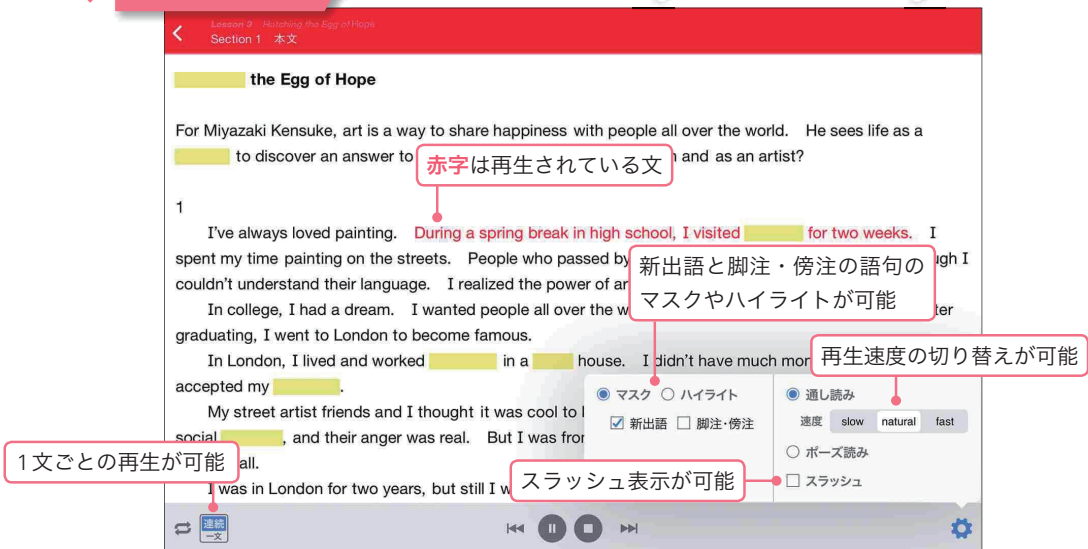 Lesson 3 Hatching the Egg of Hope
Section 1 本文
the Egg of Hope
For Miyazaki Kensuke, art is a way to share happiness with people all over the world. He sees life as a
to discover an answer to and as an artist?
赤字は再生されている文
1
I've always loved painting. During a spring break in high school, I visited for two weeks. I
spent my time painting on the streets. People who passed by
新出語と脚注・傍注の語句の
マスクやハイライトが可能
couldn't understand their language. I realized the power of
In college, I had a dream. I wanted people all over the
graduating, I went to London to become famous.
In London, I lived and worked in a house. I didn't have much
再生速度の切り替えが可能
accepted my .
マスク ハイライト
通し読み
My street artist friends and I thought it was cool to
新出語 脚注・傍注
速度 slow natural fast
social , and their anger was real. But I was
ポーズ読み
1文ごとの再生が可能
all.
スラッシュ表示が可能
スラッシュ
I was in London for two years, but still I
連続
一文